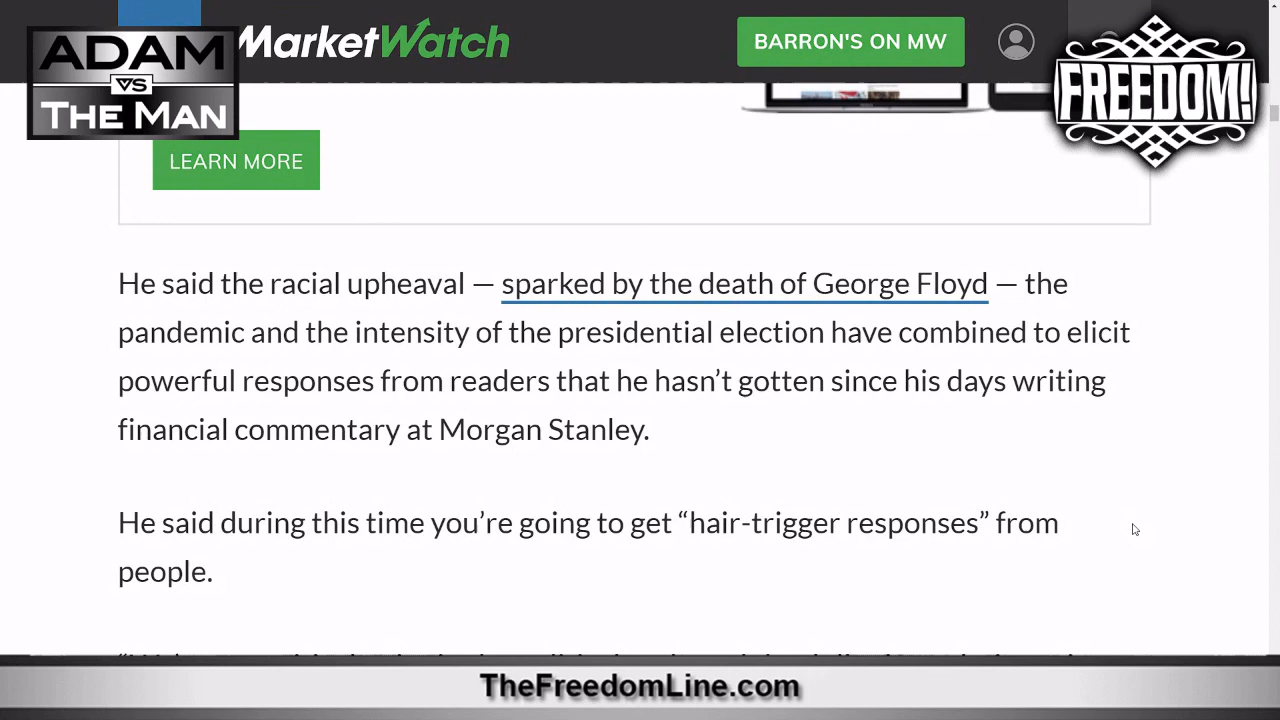 ADAM
VS
THE MAN
MarketWatch
BARRON'S ON MW
FREEDOM!
LEARN MORE
He said the racial upheaval — sparked by the death of George Floyd — the
pandemic and the intensity of the presidential election have combined to elicit
powerful responses from readers that he hasn’t gotten since his days writing
financial commentary at Morgan Stanley.
He said during this time you’re going to get “hair-trigger responses” from
people.
TheFreedomLine.com